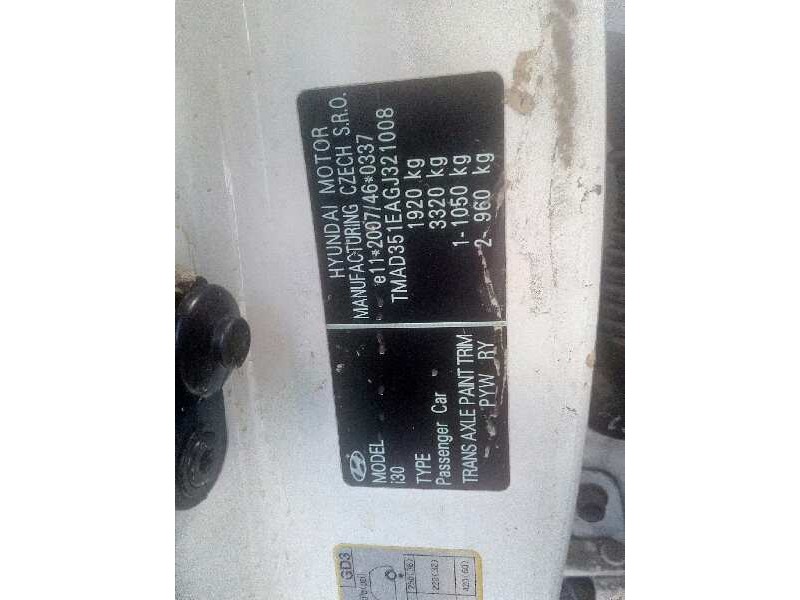 HYUNDAI MOTOR
MANUFACTURING CZECH S.R.O.
e11*2007/46*0337
TMAD351EAGJ321008
1920 kg
3320 kg
1- 1050 kg
2- 960 kg
MODEL
i30
TYPE
Passenger Car
TRANS AXLE PAINT TRIM
PYW RY
GD3